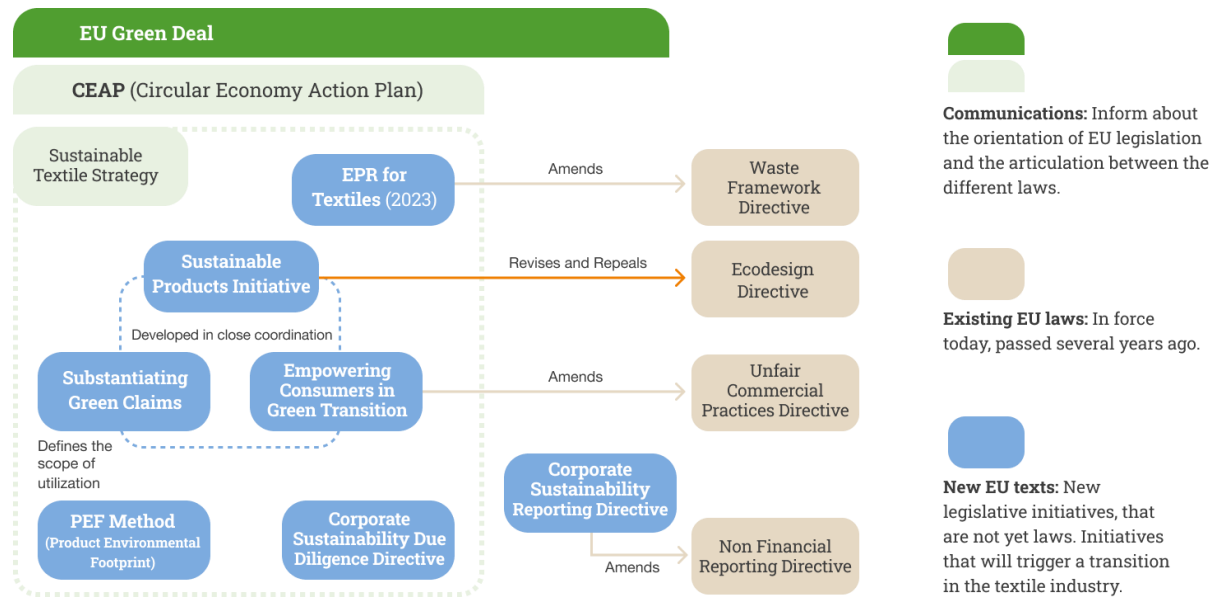 EU Green Deal
CEAP (Circular Economy Action Plan)
Sustainable
Textile Strategy
EPR for
Textiles (2023)
Amends
Waste
Framework
Directive
Sustainable
Products Initiative
Revises and Repeals
Ecodesign
Directive
Developed in close coordination
Substantiating
Green Claims
Empowering
Consumers in
Green Transition
Amends
Unfair
Commercial
Practices Directive
Defines the
scope of
utilization
PEF Method
(Product Environmental
Footprint)
Corporate
Sustainability Due
Diligence Directive
Corporate
Sustainability
Reporting Directive
Amends
Non Financial
Reporting Directive
Communications: Inform about
the orientation of EU legislation
and the articulation between the
different laws.
Existing EU laws: In force
today, passed several years ago.
New EU texts: New
legislative initiatives, that
are not yet laws. Initiatives
that will trigger a transition
in the textile industry.